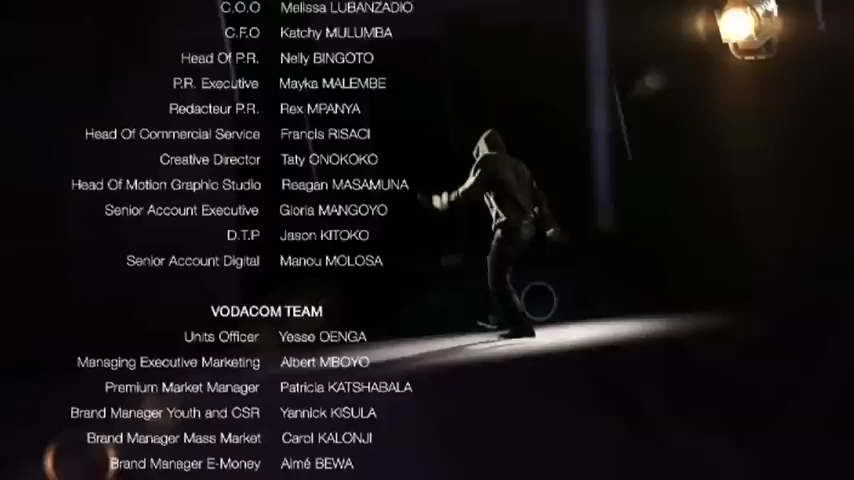 C.O.O Melissa LUBANZADIO
C.F.O Katchy MULUMBA
Head Of P.R. Nelly BINGOTO
P.R. Executive Mayka MALEMBE
Redacteur P.R. Rex MPANYA
Head Of Commercial Service Francis RISACI
Creative Director Taty ONOKOKO
Head Of Motion Graphic Studio Reagan MASAMUNA
Senior Account Executive Gloria MANGOYO
D.T.P Jason KITOKO
Senior Account Digital Manou MOLOSA
VODACOM TEAM
Units Officer Yesse OENGA
Managing Executive Marketing Albert MBOYO
Premium Market Manager Patricia KATSHABALA
Brand Manager Youth and CSR Yannick KISULA
Brand Manager Mass Market Carol KALONJI
Brand Manager E-Money Aimé BEWA